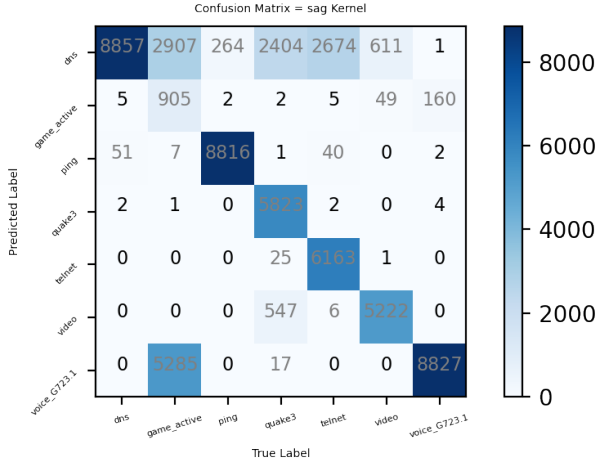 Confusion Matrix = sag Kernel
dns 8857 2907 264 2404 2674 611 1
game_active 5 905 2 2 5 49 160
ping 51 7 8816 1 40 0 2
quake3 2 1 0 5823 2 0 4
telnet 0 0 0 25 6163 1 0
video 0 0 0 547 6 5222 0
voice_G723.1 0 5285 0 17 0 0 8827
dns game_active ping quake3 telnet video voice_G723.1
True Label
Predicted Label
8000
6000
4000
2000
0